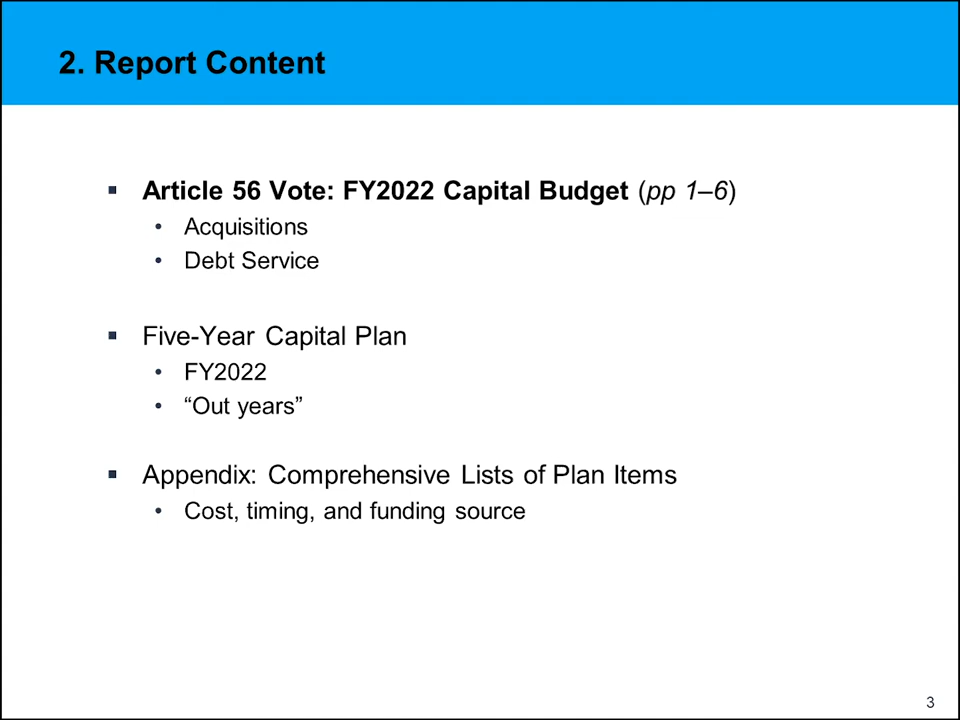 2. Report Content
▪ Article 56 Vote: FY2022 Capital Budget (pp 1–6)
• Acquisitions
• Debt Service
▪ Five-Year Capital Plan
• FY2022
• “Out years”
▪ Appendix: Comprehensive Lists of Plan Items
• Cost, timing, and funding source
3